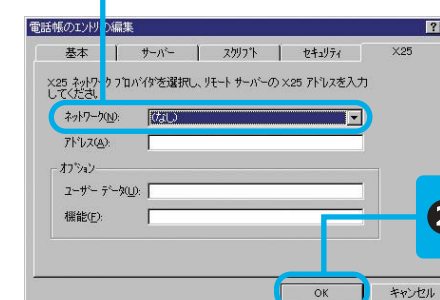 電話帳のエントリの編集
基本 サーバー スクリプト セキュリティ X25
X25 ネットワーク プロバイダを選択し、リモート サーバーの X25 アドレスを入力
してください
ネットワーク(N): (なし)
アドレス(A):
オプション
ユーザー データ(U):
機能(F):
2
OK キャンセル